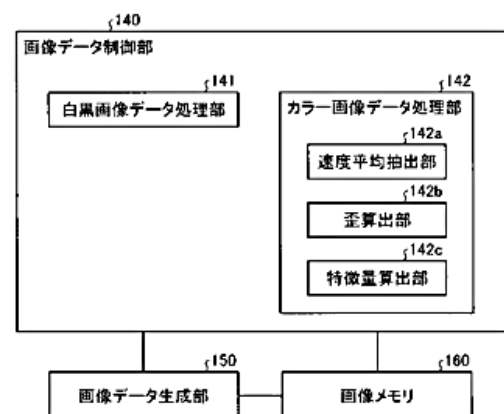 140
画像データ制御部
141
白黒画像データ処理部
142
カラー画像データ処理部
142a
速度平均抽出部
142b
歪算出部
142c
特徴量算出部
150
画像データ生成部
160
画像メモリ